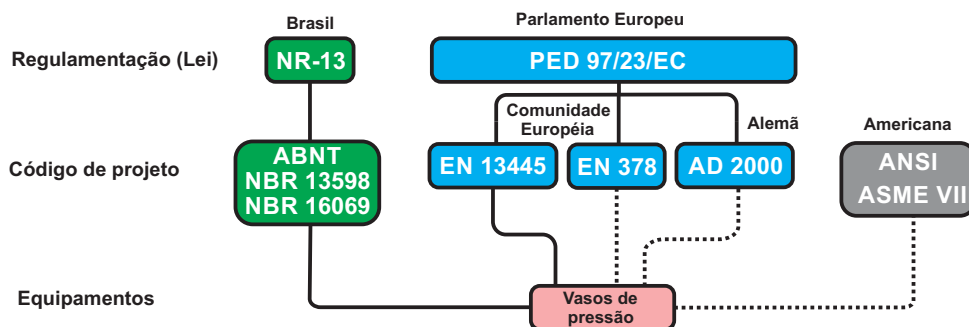 Brasil
Parlamento Europeu
Regulamentação (Lei)
NR-13
PED 97/23/EC
Comunidade
Européia
Alemã
Americana
Código de projeto
ABNT
NBR 13598
NBR 16069
EN 13445
EN 378
AD 2000
ANSI
ASME VII
Equipamentos
Vasos de
pressão